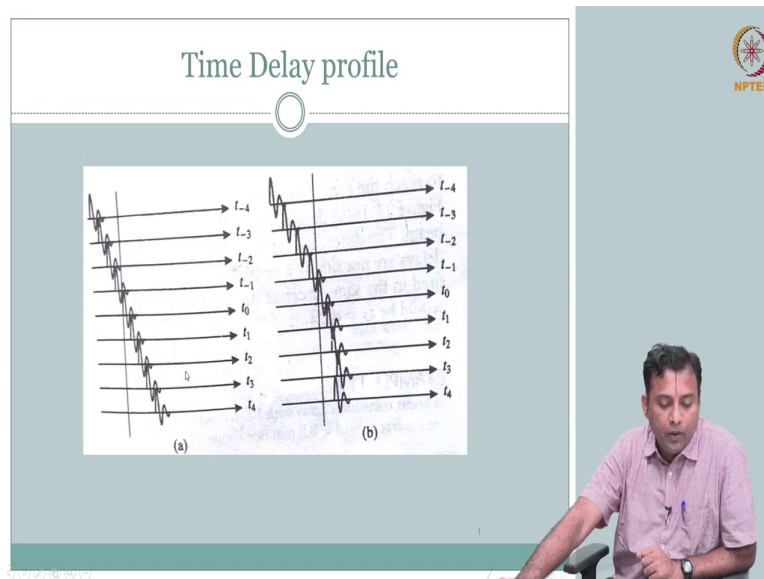 Time Delay profile
NPTEL
t₋₄
t₋₃
t₋₂
t₋₁
t₀
t₁
t₂
t₃
t₄
(a)
t₋₄
t₋₃
t₋₂
t₋₁
t₀
t₁
t₂
t₃
t₄
(b)